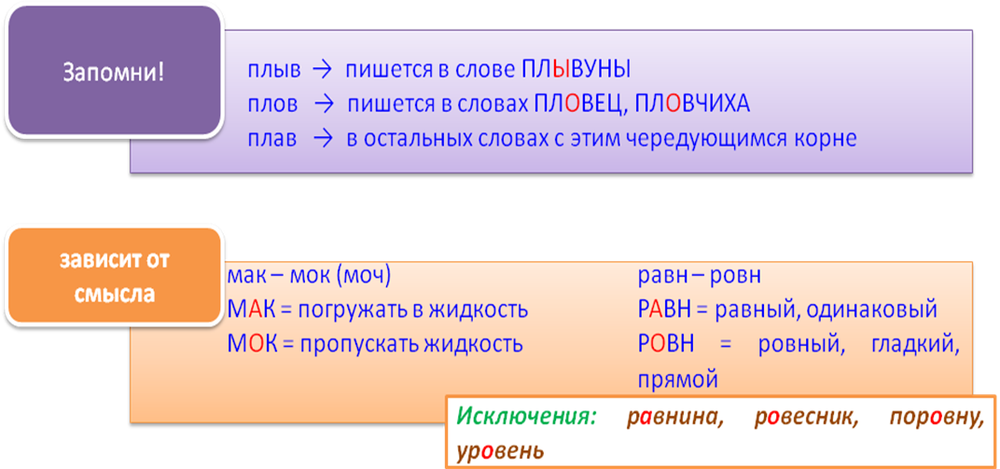 Запомни!
плыв → пишется в слове ПЛЫВУНЫ
плов → пишется в словах ПЛОВЕЦ, ПЛОВЧИХА
плав → в остальных словах с этим чередующимся корне
зависит от
смысла
мак – мок (моч)
МАК = погружать в жидкость
МОК = пропускать жидкость
равн – ровн
РАВН = равный, одинаковый
РОВН = ровный, гладкий,
прямой
Исключения: равнина, ровесник, поровну,
уровень